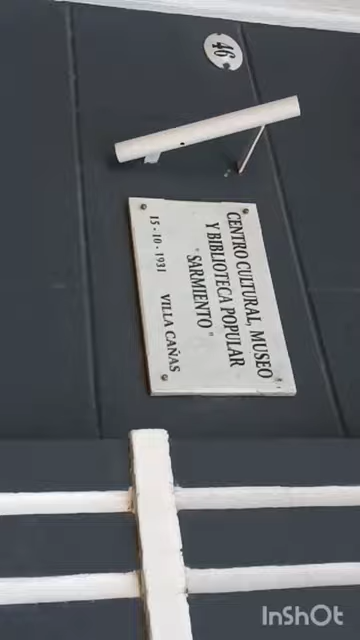 46
CENTRO CULTURAL, MUSEO
Y BIBLIOTECA POPULAR
"SARMIENTO"
15-10-1931 VILLA CAÑAS
InShOt